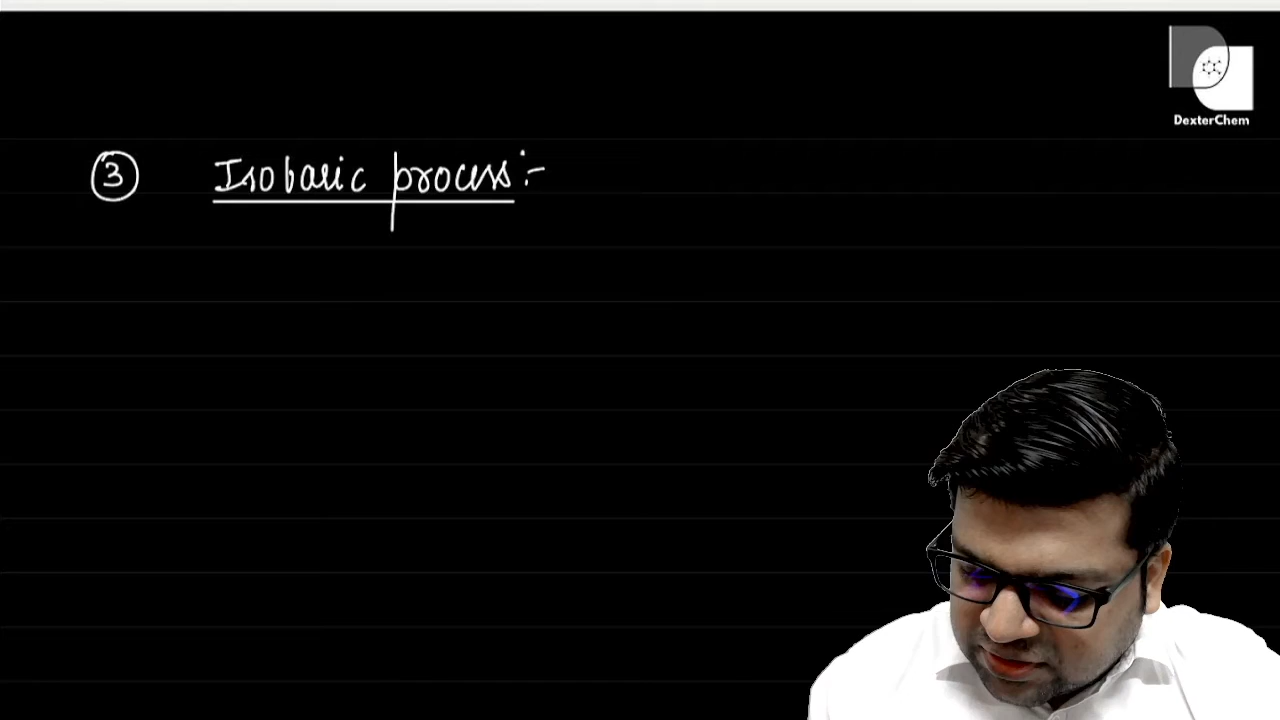 DexterChem
③ Isobaric process :-